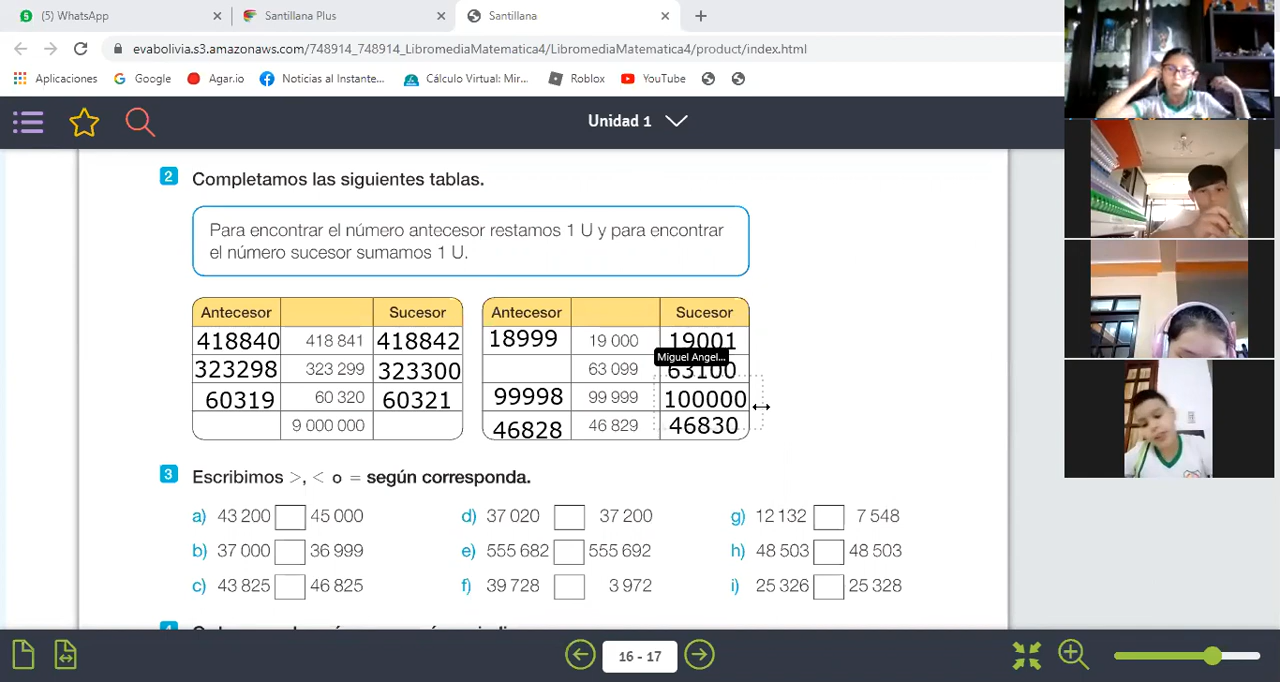 (5) WhatsApp
Santillana Plus
Santillana
evabolivia.s3.amazonaws.com/748914_748914_LibromediaMatematica4/LibromediaMatematica4/product/index.html
Aplicaciones Google Agar.io Noticias al Instante... Cálculo Virtual: Mir... Roblox YouTube
Unidad 1
2 Completamos las siguientes tablas.
Para encontrar el número antecesor restamos 1 U y para encontrar
el número sucesor sumamos 1 U.
Antecesor Sucesor
418840 418 841 418842
323298 323 299 323300
60319 60 320 60321
9 000 000
Antecesor Sucesor
18999 19 000 19001
Miguel Angel...
63 099 63100
99998 99 999 100000
46828 46 829 46830
3 Escribimos >, < o = según corresponda.
a) 43 200 45 000 d) 37 020 37 200 g) 12 132 7 548
b) 37 000 36 999 e) 555 682 555 692 h) 48 503 48 503
c) 43 825 46 825 f) 39 728 3 972 i) 25 326 25 328
16 - 17